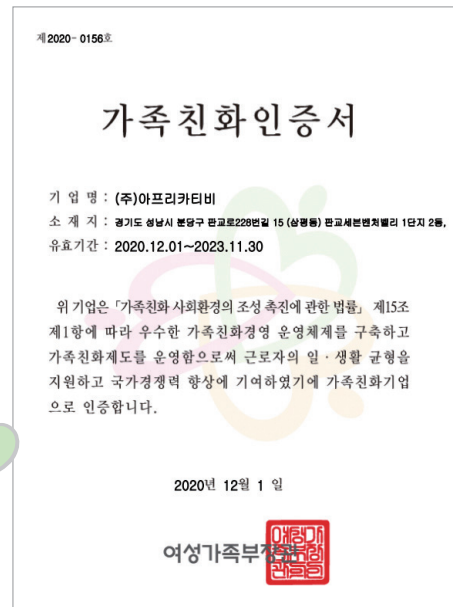 제2020- 0156호
가족친화인증서
기 업 명 : (주)아프리카티비
소 재 지 : 경기도 성남시 분당구 판교로228번길 15 (삼평동) 판교세븐벤처밸리 1단지 2동,
유효기간 : 2020.12.01~2023.11.30
위 기업은 「가족친화 사회환경의 조성 촉진에 관한 법률」 제15조
제1항에 따라 우수한 가족친화경영 운영체제를 구축하고
가족친화제도를 운영함으로써 근로자의 일 · 생활 균형을
지원하고 국가경쟁력 향상에 기여하였기에 가족친화기업
으로 인증합니다.
2020년 12월 1 일
여성가족부장관